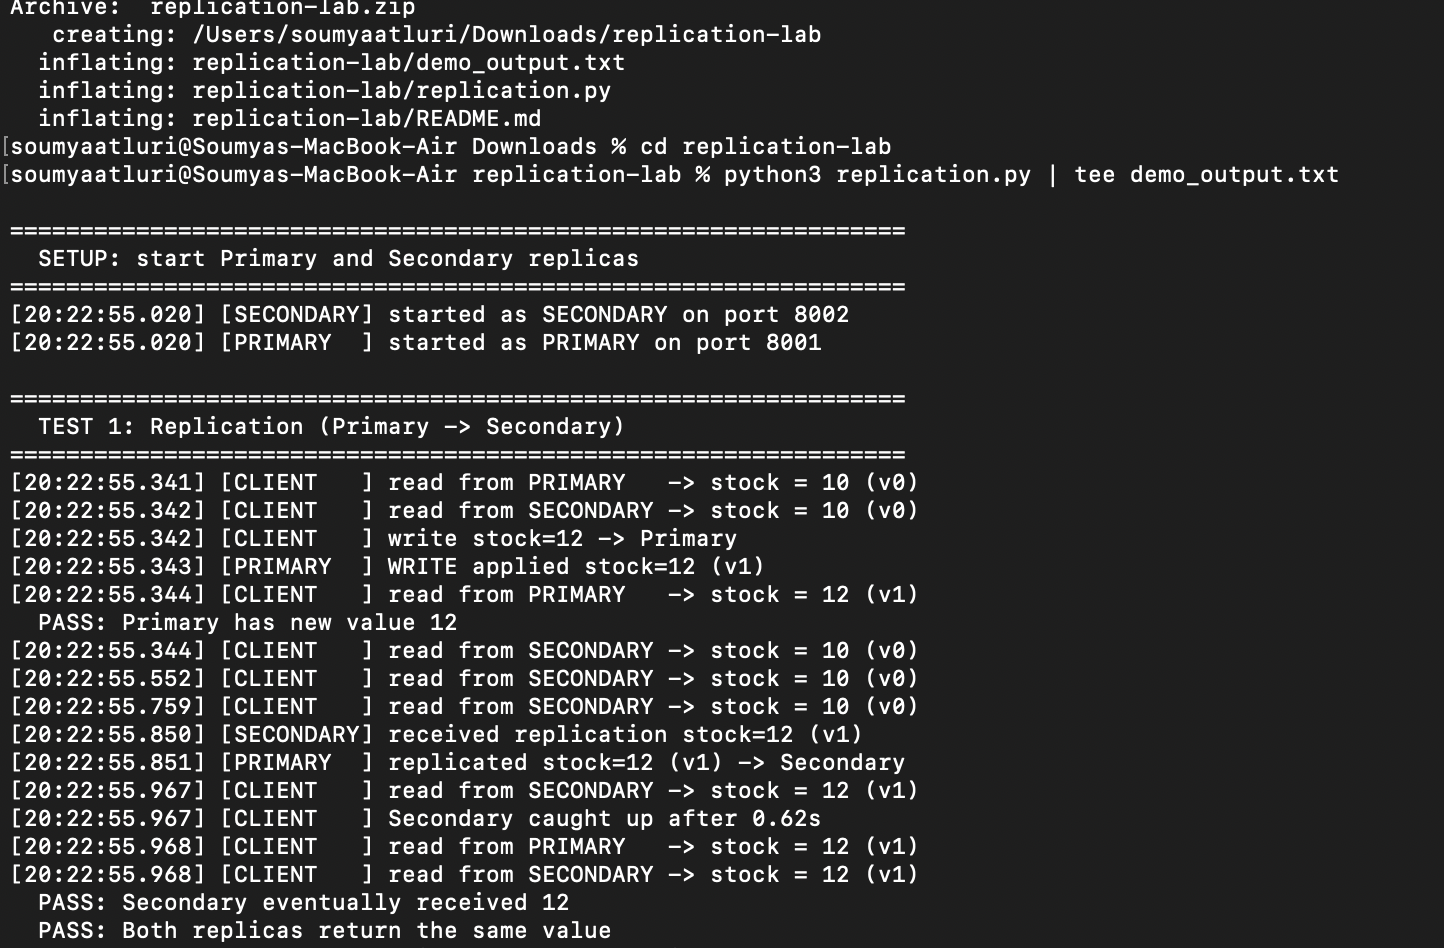 Archive:  replication-lab.zip
   creating: /Users/soumyaatluri/Downloads/replication-lab
  inflating: replication-lab/demo_output.txt
  inflating: replication-lab/replication.py
  inflating: replication-lab/README.md
[soumyaatluri@Soumyas-MacBook-Air Downloads % cd replication-lab
[soumyaatluri@Soumyas-MacBook-Air replication-lab % python3 replication.py | tee demo_output.txt
================================================================
  SETUP: start Primary and Secondary replicas
================================================================
[20:22:55.020] [SECONDARY] started as SECONDARY on port 8002
[20:22:55.020] [PRIMARY  ] started as PRIMARY on port 8001
================================================================
  TEST 1: Replication (Primary -> Secondary)
================================================================
[20:22:55.341] [CLIENT   ] read from PRIMARY   -> stock = 10 (v0)
[20:22:55.342] [CLIENT   ] read from SECONDARY -> stock = 10 (v0)
[20:22:55.342] [CLIENT   ] write stock=12 -> Primary
[20:22:55.343] [PRIMARY  ] WRITE applied stock=12 (v1)
[20:22:55.344] [CLIENT   ] read from PRIMARY   -> stock = 12 (v1)
  PASS: Primary has new value 12
[20:22:55.344] [CLIENT   ] read from SECONDARY -> stock = 10 (v0)
[20:22:55.552] [CLIENT   ] read from SECONDARY -> stock = 10 (v0)
[20:22:55.759] [CLIENT   ] read from SECONDARY -> stock = 10 (v0)
[20:22:55.850] [SECONDARY] received replication stock=12 (v1)
[20:22:55.851] [PRIMARY  ] replicated stock=12 (v1) -> Secondary
[20:22:55.967] [CLIENT   ] read from SECONDARY -> stock = 12 (v1)
[20:22:55.967] [CLIENT   ] Secondary caught up after 0.62s
[20:22:55.968] [CLIENT   ] read from PRIMARY   -> stock = 12 (v1)
[20:22:55.968] [CLIENT   ] read from SECONDARY -> stock = 12 (v1)
  PASS: Secondary eventually received 12
  PASS: Both replicas return the same value